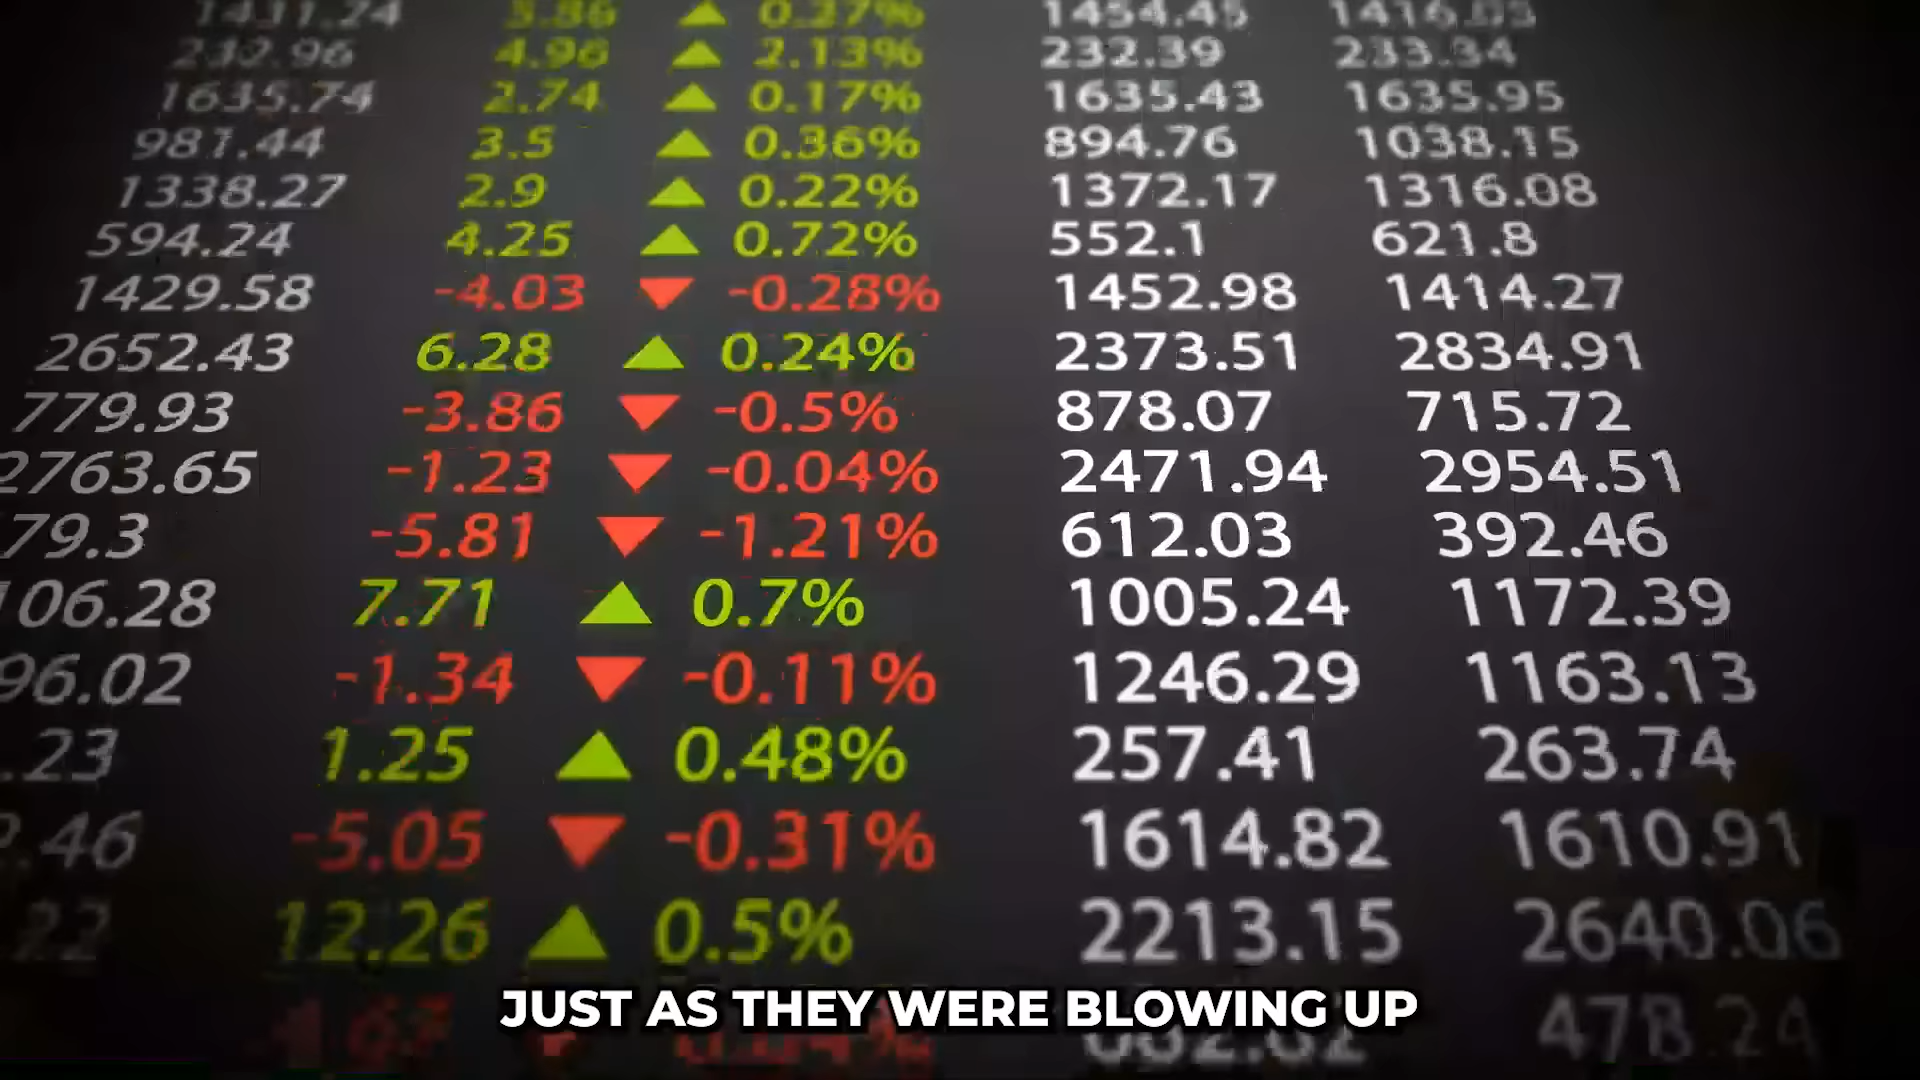 1411.24 3.86 ▲ 0.27% 1454.45 1416.05
232.96 4.96 ▲ 2.13% 232.39 233.34
1635.74 2.74 ▲ 0.17% 1635.43 1635.95
981.44 3.5 ▲ 0.36% 894.76 1038.15
1338.27 2.9 ▲ 0.22% 1372.17 1316.08
594.24 4.25 ▲ 0.72% 552.1 621.8
1429.58 -4.03 ▼ -0.28% 1452.98 1414.27
2652.43 6.28 ▲ 0.24% 2373.51 2834.91
779.93 -3.86 ▼ -0.5% 878.07 715.72
2763.65 -1.23 ▼ -0.04% 2471.94 2954.51
79.3 -5.81 ▼ -1.21% 612.03 392.46
106.28 7.71 ▲ 0.7% 1005.24 1172.39
96.02 -1.34 ▼ -0.11% 1246.29 1163.13
.23 1.25 ▲ 0.48% 257.41 263.74
.46 -5.05 ▼ -0.31% 1614.82 1610.91
22 12.26 ▲ 0.5% 2213.15 2640.06
478.24
JUST AS THEY WERE BLOWING UP